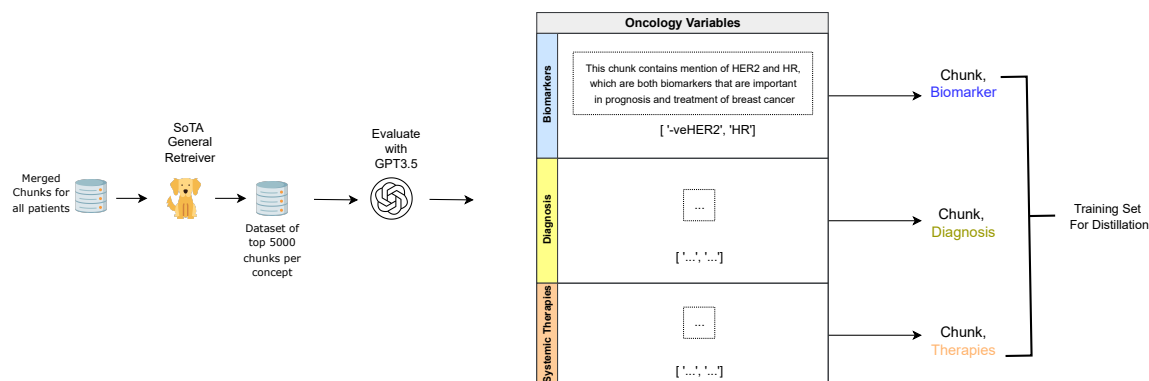 Merged
Chunks for
all patients
SoTA
General
Retreiver
Dataset of
top 5000
chunks per
concept
Evaluate
with
GPT3.5
Oncology Variables
Biomarkers
This chunk contains mention of HER2 and HR,
which are both biomarkers that are important
in prognosis and treatment of breast cancer
[ '-veHER2', 'HR']
Diagnosis
...
[ '...', '...']
Systemic Therapies
...
[ '...', '...']
Chunk,
Biomarker
Chunk,
Diagnosis
Chunk,
Therapies
Training Set
For Distillation